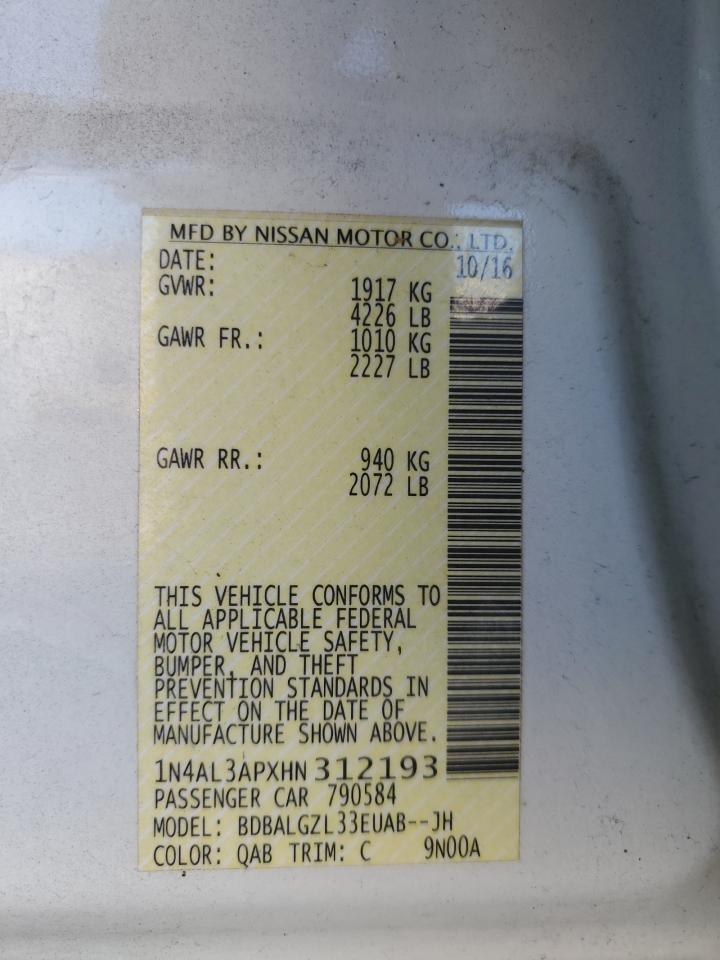 MFD BY NISSAN MOTOR CO., LTD.
DATE: 10/16
GVWR: 1917 KG
4226 LB
GAWR FR.: 1010 KG
2227 LB
GAWR RR.: 940 KG
2072 LB
THIS VEHICLE CONFORMS TO
ALL APPLICABLE FEDERAL
MOTOR VEHICLE SAFETY,
BUMPER, AND THEFT
PREVENTION STANDARDS IN
EFFECT ON THE DATE OF
MANUFACTURE SHOWN ABOVE.
1N4AL3APXHN312193
PASSENGER CAR 790584
MODEL: BDBALGZL33EUAB--JH
COLOR: QAB TRIM: C 9N00A